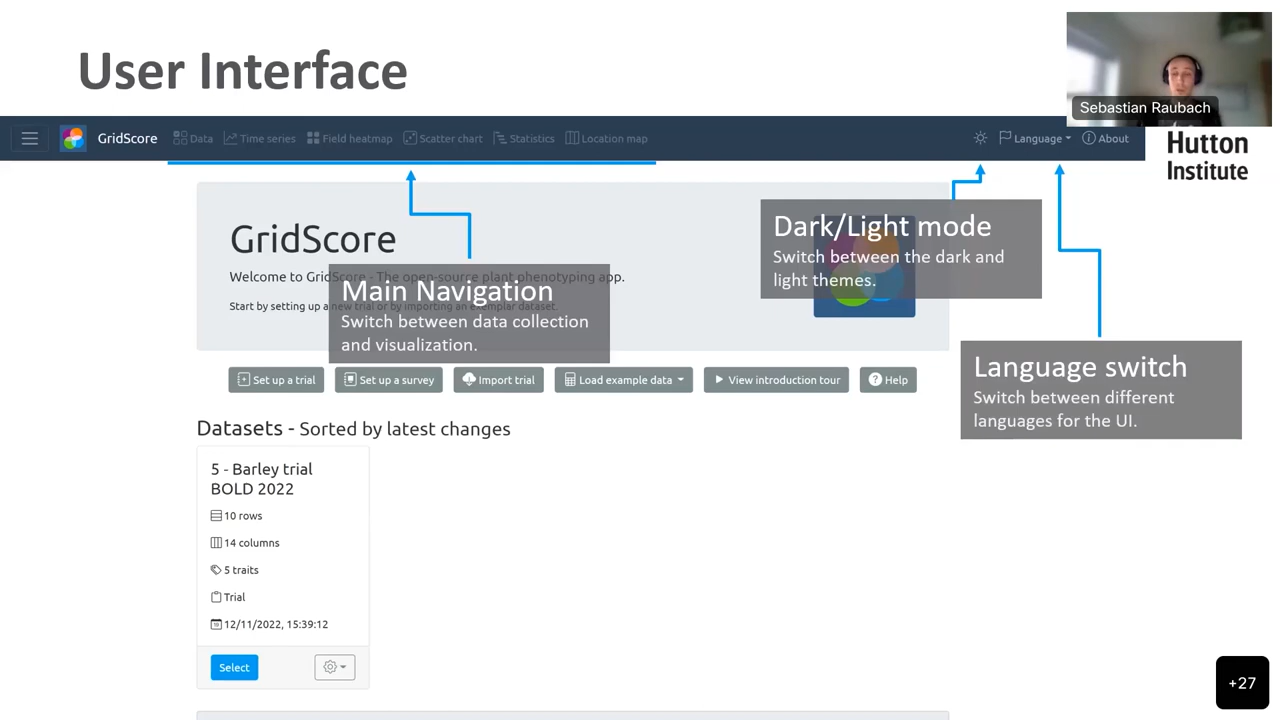 User Interface
Sebastian Raubach
GridScore
Data
Time series
Field heatmap
Scatter chart
Statistics
Location map
Language
About
Hutton
Institute
GridScore
Welcome to GridScore - The open-source plant phenotyping app.
Start by setting up a new trial or by importing an exemplar dataset.
Main Navigation
Switch between data collection
and visualization.
Dark/Light mode
Switch between the dark and
light themes.
Language switch
Switch between different
languages for the UI.
Set up a trial
Set up a survey
Import trial
Load example data
View introduction tour
Help
Datasets - Sorted by latest changes
5 - Barley trial
BOLD 2022
10 rows
14 columns
5 traits
Trial
12/11/2022, 15:39:12
Select
+27